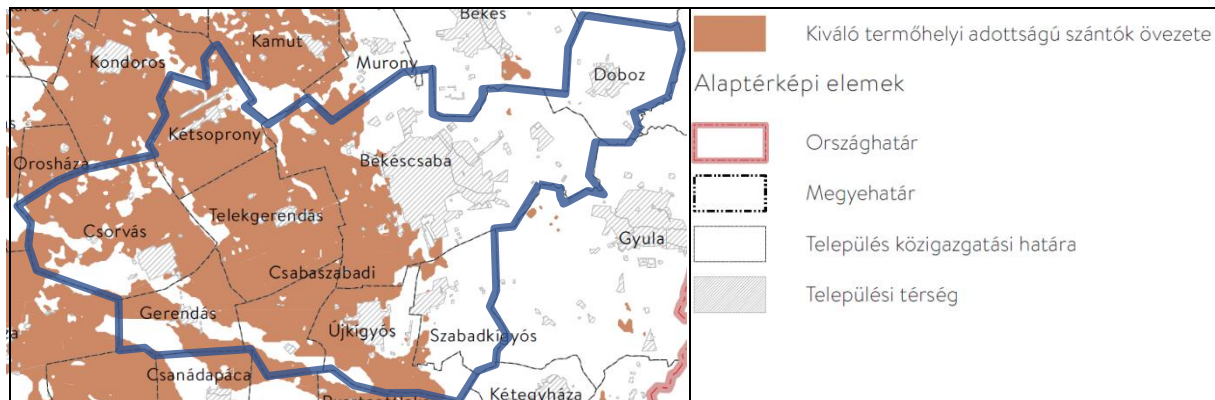 Békés
Kamut
Kondoros
Murony
Doboz
Kétsoprony
Békéscsaba
Orosháza
Telekgerendás
Csorvás
Gyula
Csabaszabadi
Gerendás
Újkígyós
Szabadkígyós
Csanádapáca
Kétegyháza
Kiváló termőhelyi adottságú szántók övezete
Alaptérképi elemek
Országhatár
Megyehatár
Település közigazgatási határa
Települési térség